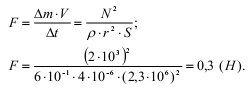 F = Δm·V / Δt = N² / (ρ·r²·S);
F = (2·10³)² / (6·10⁻¹·4·10⁻⁶·(2,3·10⁶)²) = 0,3 (Н).